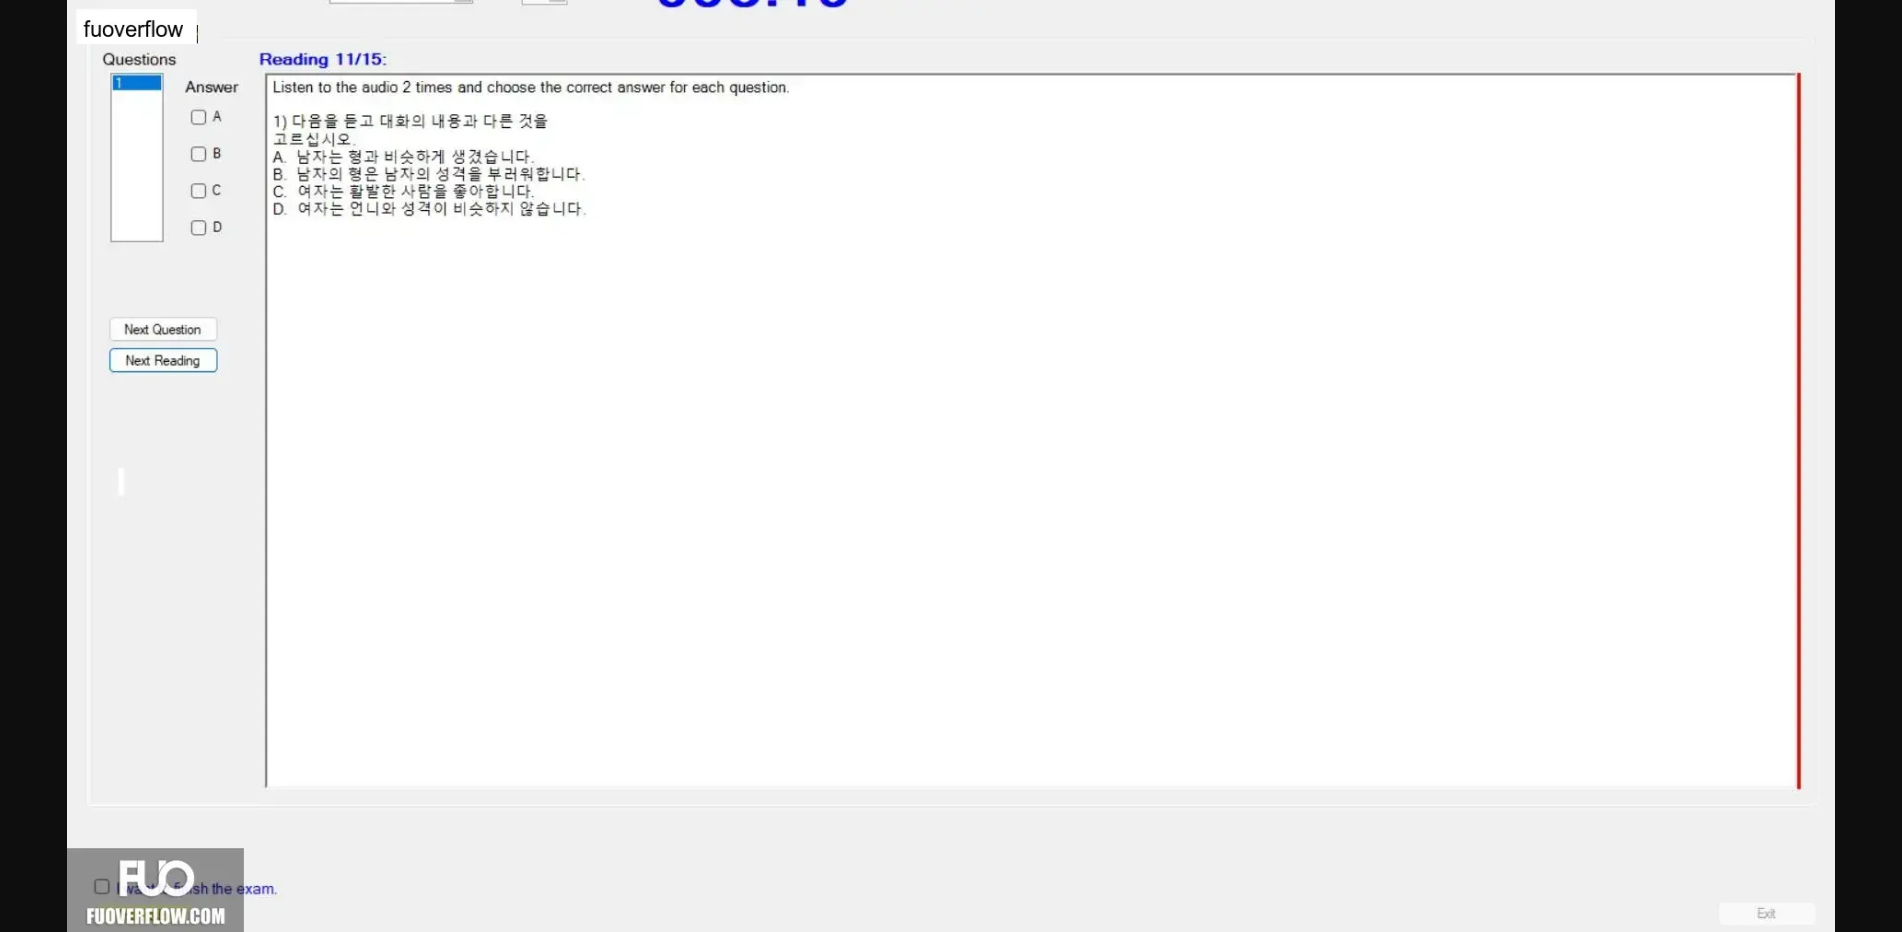 fuoverflow
Questions
Reading 11/15:
1
Answer
A
B
C
D
Listen to the audio 2 times and choose the correct answer for each question.
1) 다음을 듣고 대화의 내용과 다른 것을
고르십시오.
A. 남자는 형과 비슷하게 생겼습니다.
B. 남자의 형은 남자의 성격을 부러워합니다.
C. 여자는 활발한 사람을 좋아합니다.
D. 여자는 언니와 성격이 비슷하지 않습니다.
Next Question
Next Reading
FUO
I want finish the exam.
FUOVERFLOW.COM
Exit